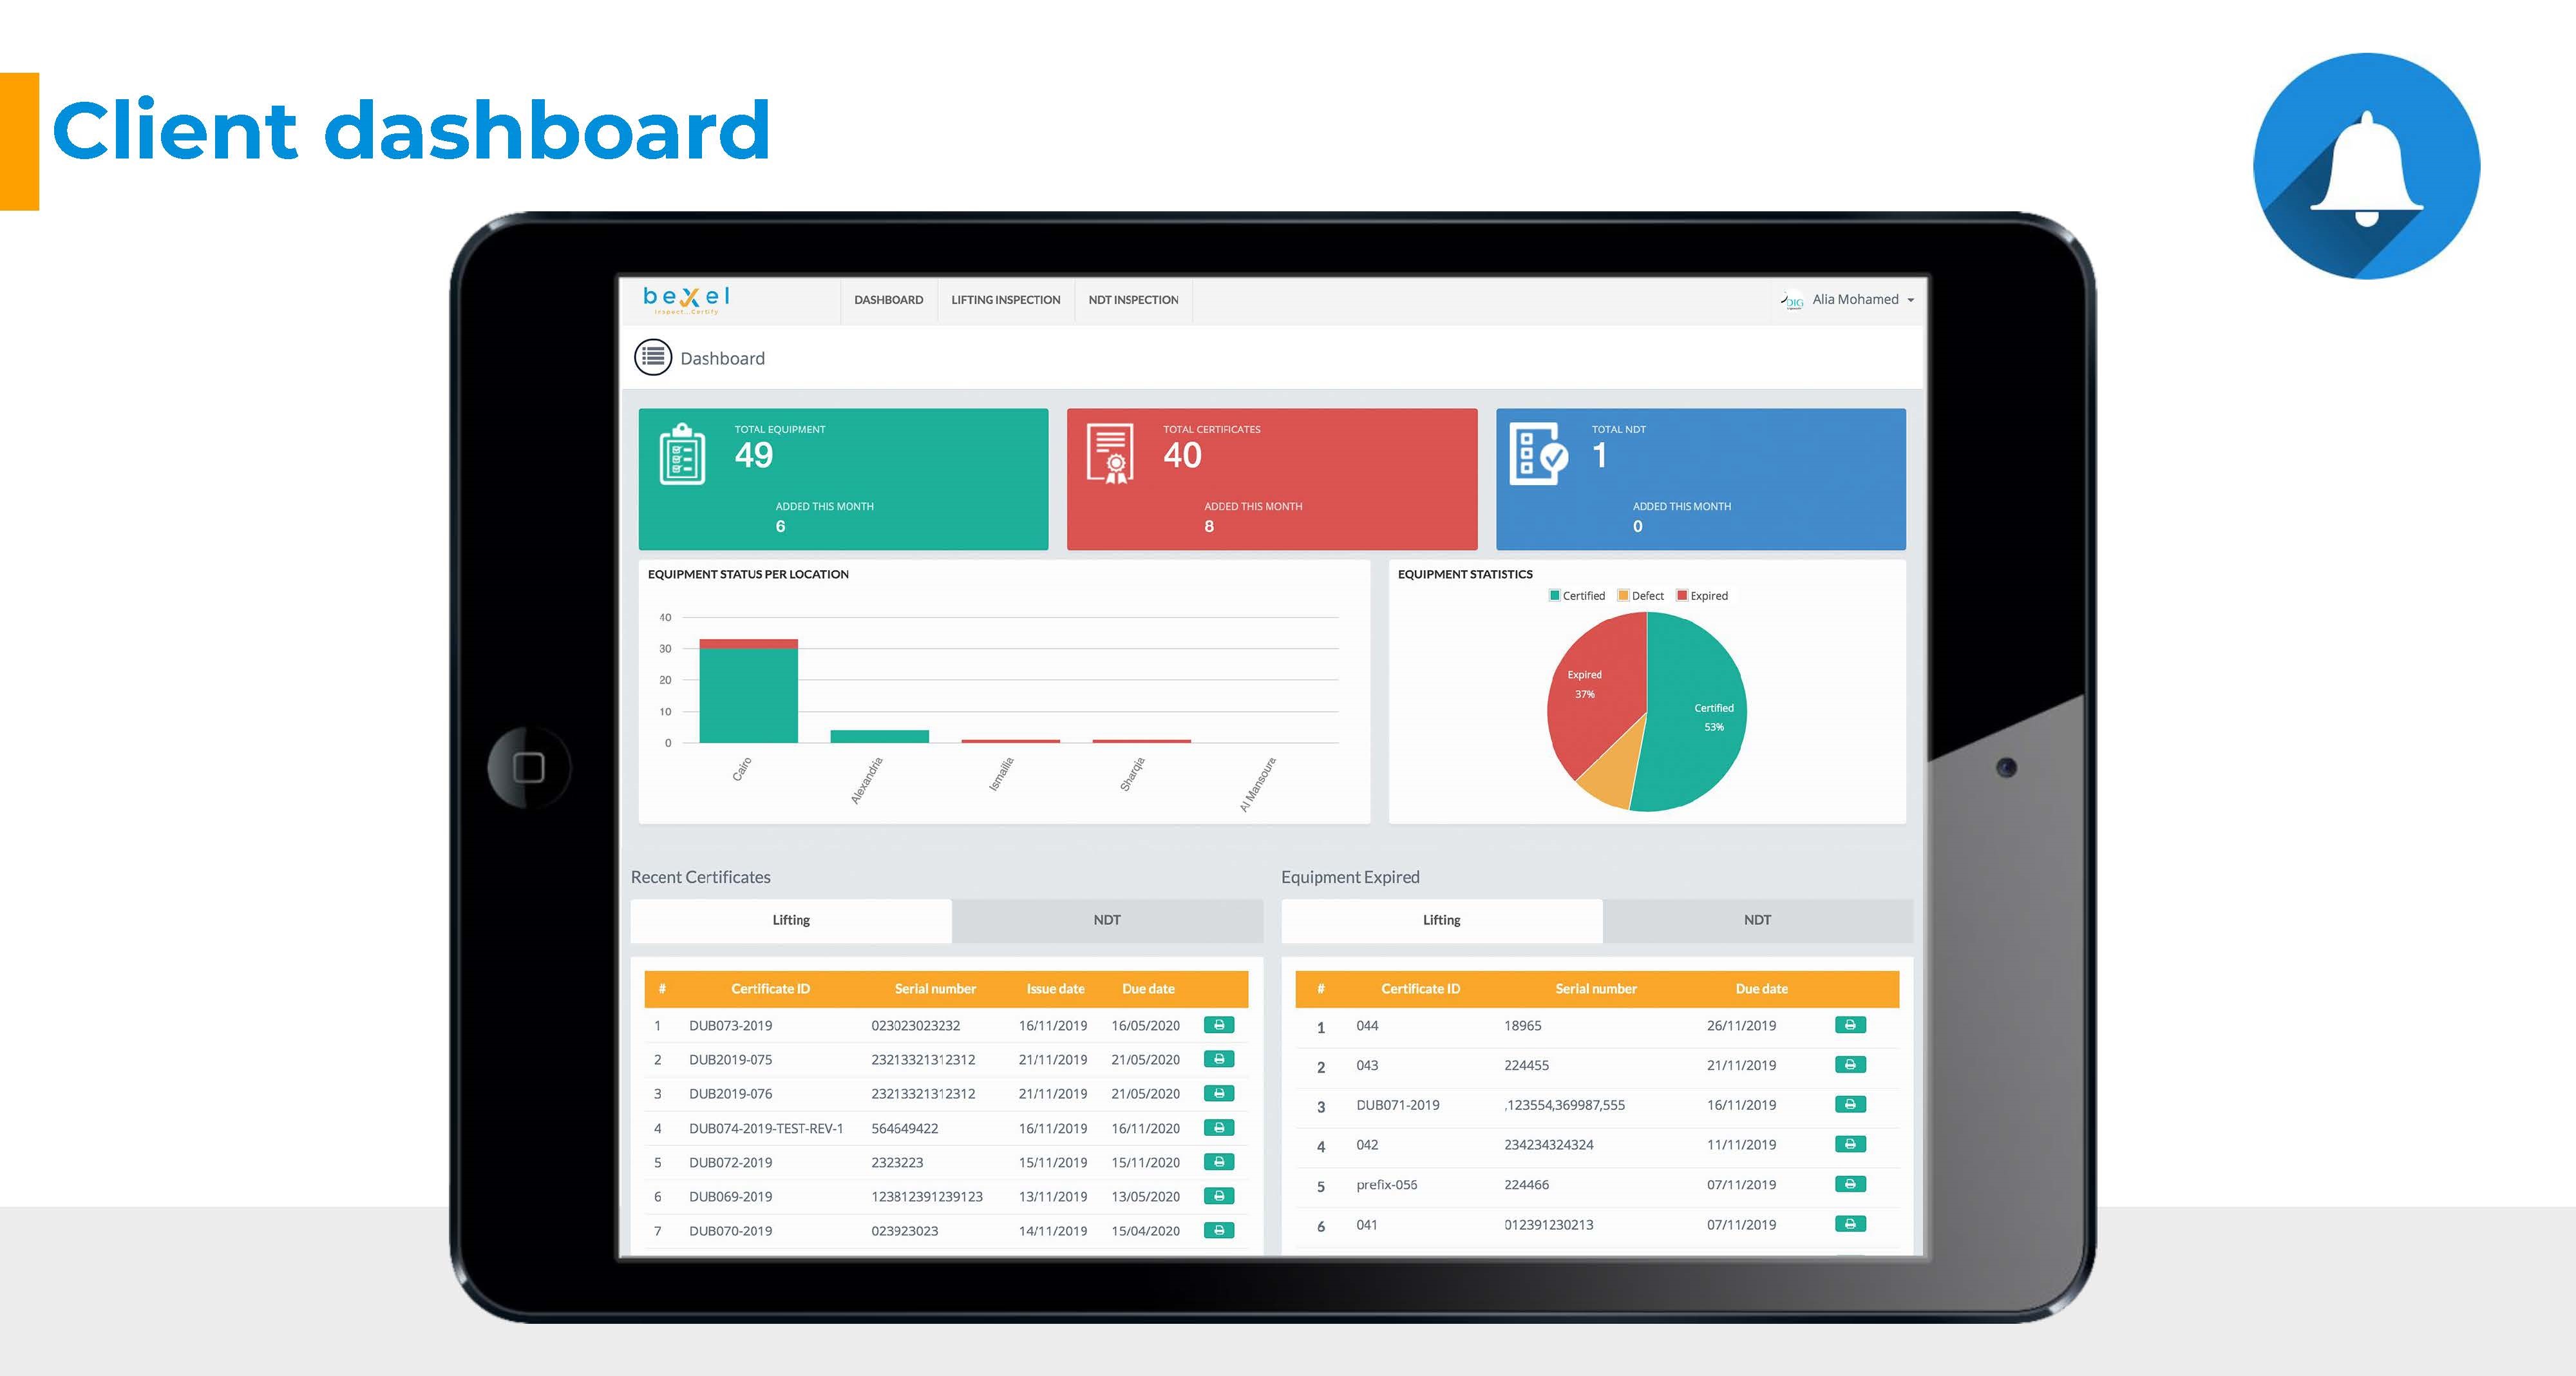 Client dashboard
bexel
Inspect...Certify
DASHBOARD
LIFTING INSPECTION
NDT INSPECTION
DIG
Alia Mohamed
Dashboard
TOTAL EQUIPMENT
49
ADDED THIS MONTH
6
TOTAL CERTIFICATES
40
ADDED THIS MONTH
8
TOTAL NDT
1
ADDED THIS MONTH
0
EQUIPMENT STATUS PER LOCATION
40
30
20
10
0
Cairo
Alexandria
Ismailia
Sharqia
Al Mansoura
EQUIPMENT STATISTICS
Certified Defect Expired
Expired
37%
Certified
53%
Recent Certificates
Lifting NDT
# Certificate ID Serial number Issue date Due date
1 DUB073-2019 023023023232 16/11/2019 16/05/2020
2 DUB2019-075 23213321312312 21/11/2019 21/05/2020
3 DUB2019-076 23213321312312 21/11/2019 21/05/2020
4 DUB074-2019-TEST-REV-1 564649422 16/11/2019 16/11/2020
5 DUB072-2019 2323223 15/11/2019 15/11/2020
6 DUB069-2019 123812391239123 13/11/2019 13/05/2020
7 DUB070-2019 023923023 14/11/2019 15/04/2020
Equipment Expired
Lifting NDT
# Certificate ID Serial number Due date
1 044 18965 26/11/2019
2 043 224455 21/11/2019
3 DUB071-2019 ,123554,369987,555 16/11/2019
4 042 234234324324 11/11/2019
5 prefix-056 224466 07/11/2019
6 041 012391230213 07/11/2019